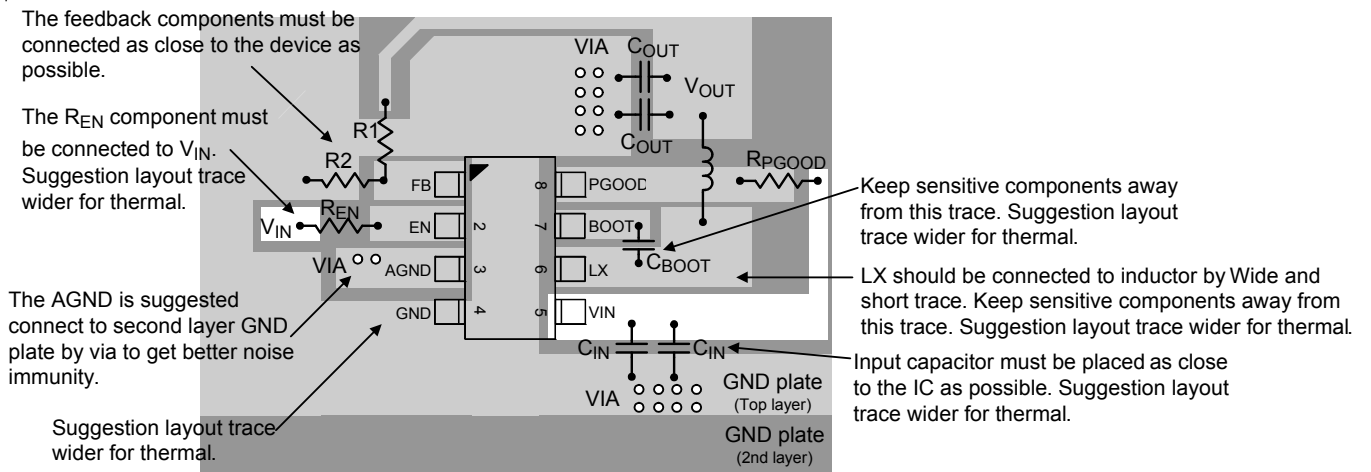 The feedback components must be
connected as close to the device as
possible.
The REN component must
be connected to VIN.
Suggestion layout trace
wider for thermal.
The AGND is suggested
connect to second layer GND
plate by via to get better noise
immunity.
Suggestion layout trace
wider for thermal.
VIA
COUT
COUT
VOUT
R1
R2
RPGOOD
REN
VIN
VIA
FB
EN
2
AGND
3
GND
4
8
PGOOD
7
BOOT
6
LX
5
VIN
CBOOT
CIN
CIN
VIA
GND plate
(Top layer)
GND plate
(2nd layer)
Keep sensitive components away
from this trace. Suggestion layout
trace wider for thermal.
LX should be connected to inductor by Wide and
short trace. Keep sensitive components away from
this trace. Suggestion layout trace wider for thermal.
Input capacitor must be placed as close
to the IC as possible. Suggestion layout
trace wider for thermal.